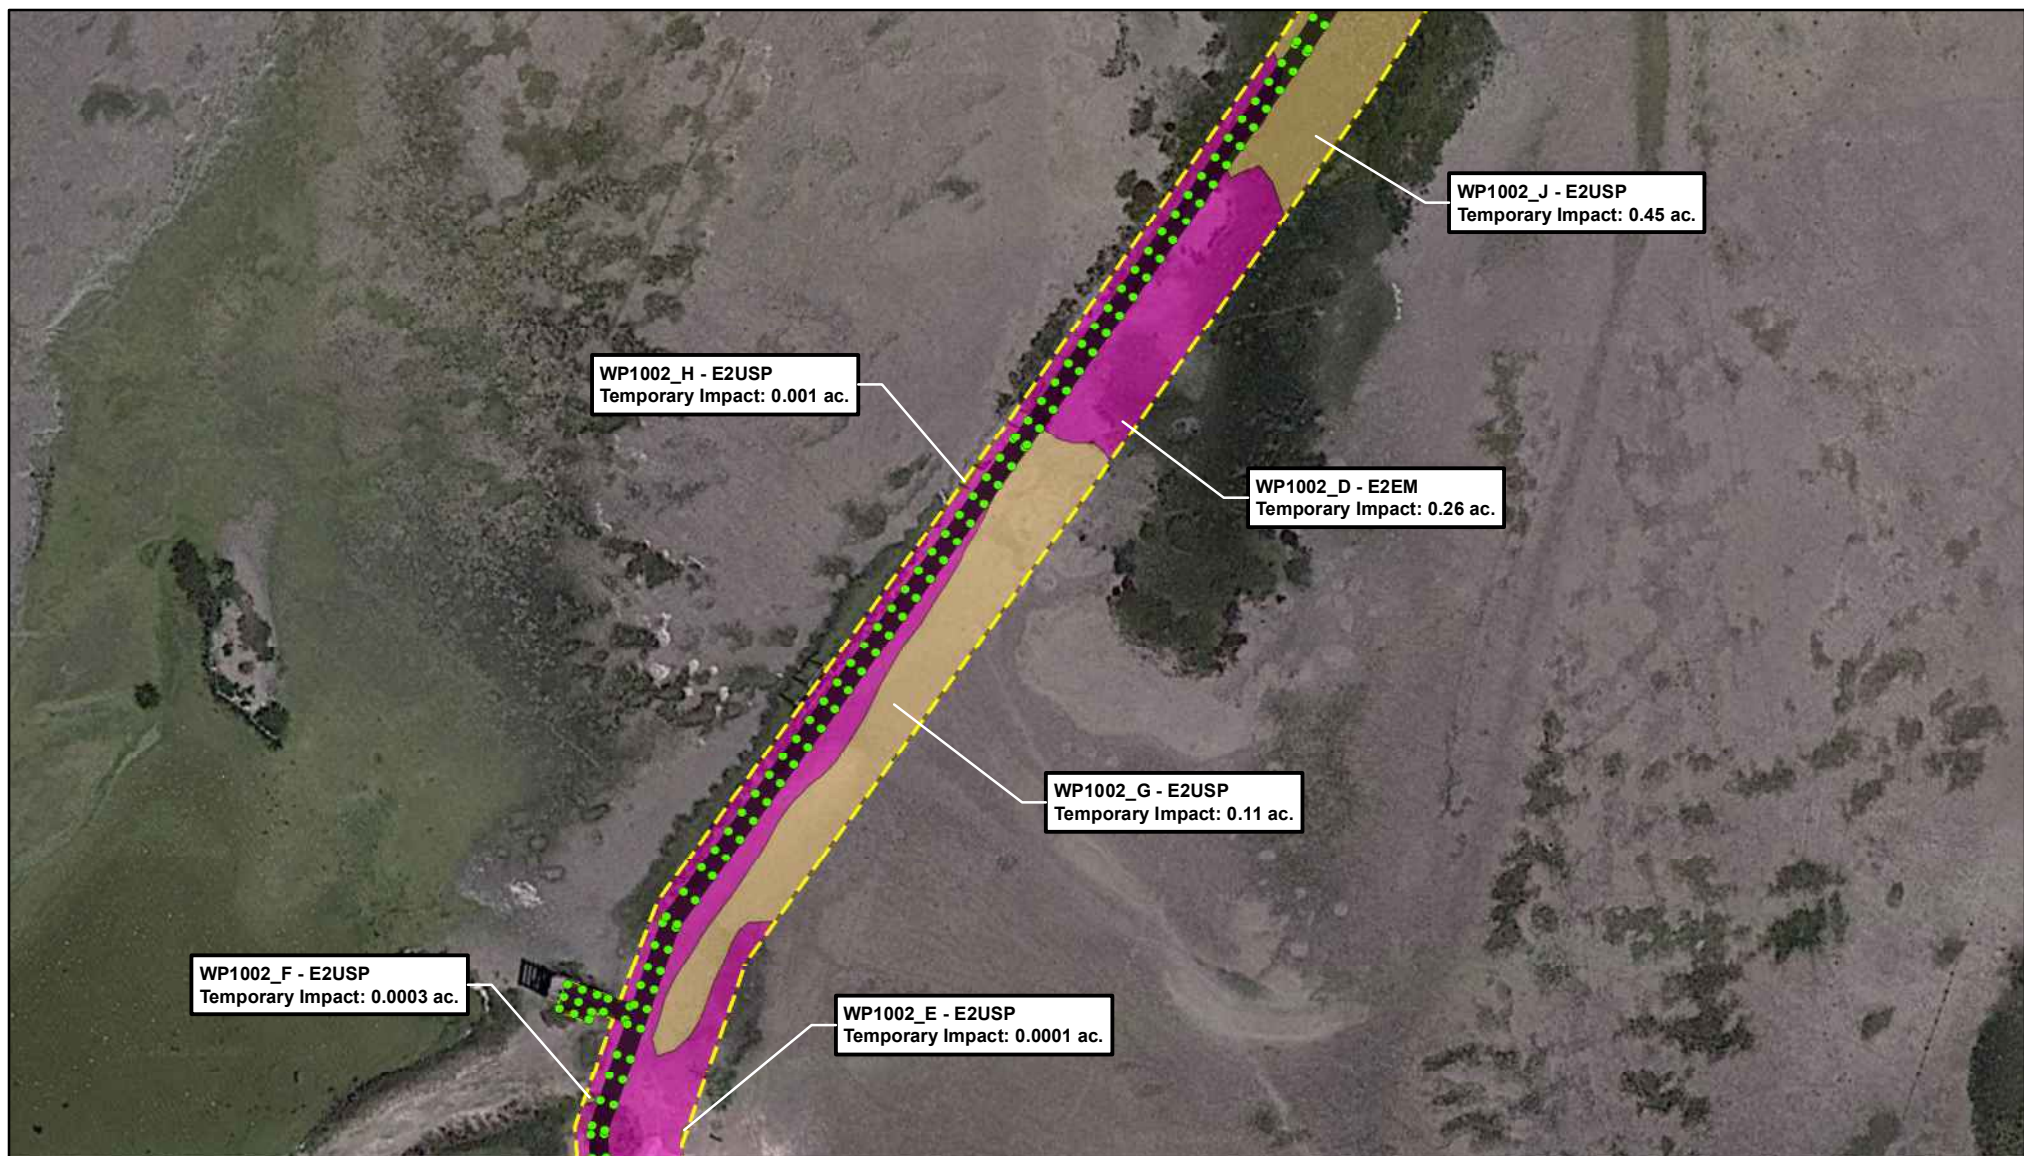 WP1002_J - E2USP
Temporary Impact: 0.45 ac.
WP1002_H - E2USP
Temporary Impact: 0.001 ac.
WP1002_D - E2EM
Temporary Impact: 0.26 ac.
WP1002_G - E2USP
Temporary Impact: 0.11 ac.
WP1002_F - E2USP
Temporary Impact: 0.0003 ac.
WP1002_E - E2USP
Temporary Impact: 0.0001 ac.